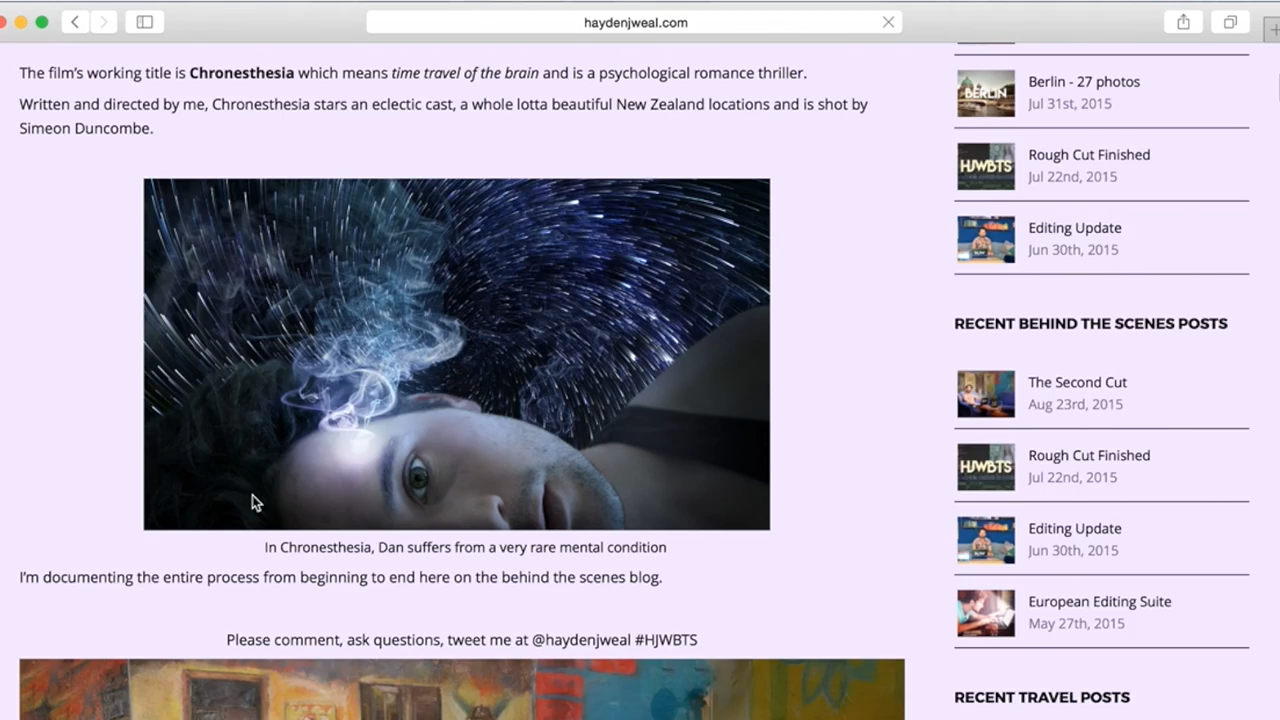 haydenjweal.com
The film's working title is Chronesthesia which means time travel of the brain and is a psychological romance thriller.
Written and directed by me, Chronesthesia stars an eclectic cast, a whole lotta beautiful New Zealand locations and is shot by
Simeon Duncombe.
In Chronesthesia, Dan suffers from a very rare mental condition
I'm documenting the entire process from beginning to end here on the behind the scenes blog.
Please comment, ask questions, tweet me at @haydenjweal #HJWBTS
BERLIN
Berlin - 27 photos
Jul 31st, 2015
HJWBTS
Rough Cut Finished
Jul 22nd, 2015
Editing Update
Jun 30th, 2015
RECENT BEHIND THE SCENES POSTS
The Second Cut
Aug 23rd, 2015
HJWBTS
Rough Cut Finished
Jul 22nd, 2015
Editing Update
Jun 30th, 2015
European Editing Suite
May 27th, 2015
RECENT TRAVEL POSTS